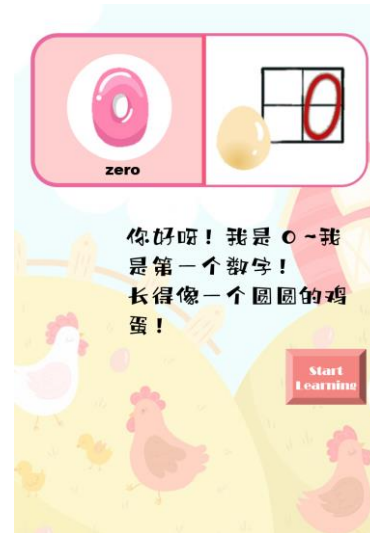 0
0
zero
你好呀！我是 0 ~我
是第一个数字！
长得像一个圆圆的鸡
蛋！
Start
Learning